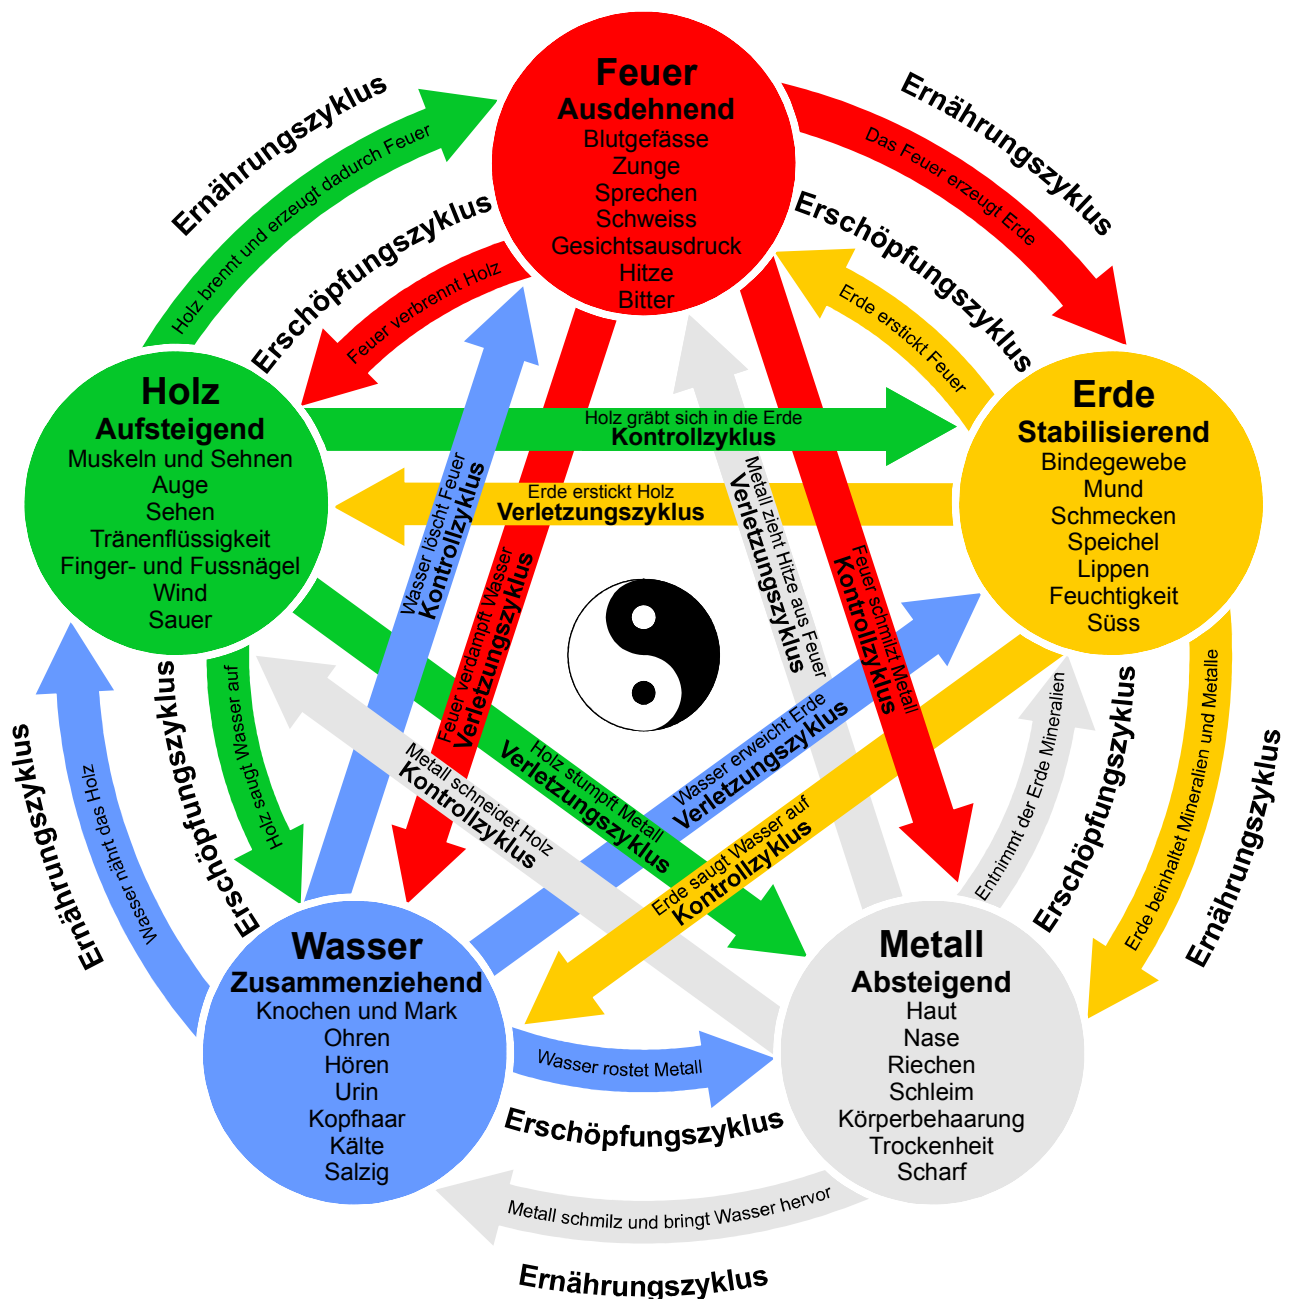 Feuer
Ausdehnend
Blutgefässe
Zunge
Sprechen
Schweiss
Gesichtsausdruck
Hitze
Bitter
Ernährungszyklus
Holz brennt und erzeugt dadurch Feuer
Erschöpfungszyklus
Feuer verbrennt Holz
Ernährungszyklus
Das Feuer erzeugt Erde
Erschöpfungszyklus
Erde erstickt Feuer
Holz
Aufsteigend
Muskeln und Sehnen
Auge
Sehen
Tränenflüssigkeit
Finger- und Fussnägel
Wind
Sauer
Erde
Stabilisierend
Bindegewebe
Mund
Schmecken
Speichel
Lippen
Feuchtigkeit
Süss
Holz gräbt sich in die Erde
Kontrollzyklus
Erde erstickt Holz
Verletzungszyklus
Wasser löscht Feuer
Kontrollzyklus
Feuer verdampft Wasser
Verletzungszyklus
Metall zieht Hitze aus Feuer
Verletzungszyklus
Feuer schmilzt Metall
Kontrollzyklus
Holz stumpft Metall
Verletzungszyklus
Metall schneidet Holz
Kontrollzyklus
Wasser erweicht Erde
Verletzungszyklus
Erde saugt Wasser auf
Kontrollzyklus
Ernährungszyklus
Wasser nährt das Holz
Erschöpfungszyklus
Holz saugt Wasser auf
Entnimmt der Erde Mineralien
Erschöpfungszyklus
Erde beinhaltet Mineralien und Metalle
Ernährungszyklus
Wasser
Zusammenziehend
Knochen und Mark
Ohren
Hören
Urin
Kopfhaar
Kälte
Salzig
Metall
Absteigend
Haut
Nase
Riechen
Schleim
Körperbehaarung
Trockenheit
Scharf
Wasser rostet Metall
Erschöpfungszyklus
Metall schmilz und bringt Wasser hervor
Ernährungszyklus